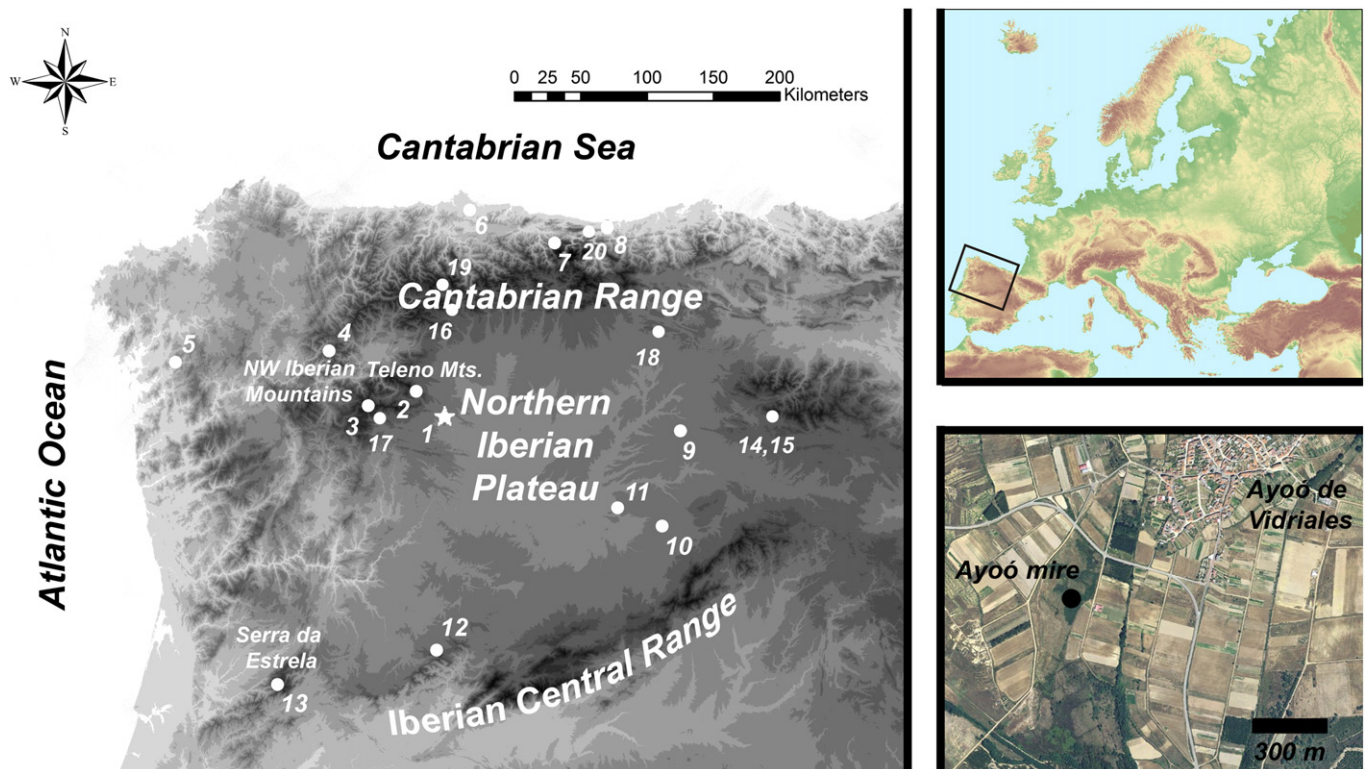 N
W
E
S
0 25 50 100 150 200
Kilometers
Cantabrian Sea
6
20
8
7
19
Cantabrian Range
16
4
18
5
NW Iberian
Mountains
Teleno Mts.
2
3
17
1
Northern
Iberian
Plateau
9
14,15
11
10
Atlantic Ocean
12
Serra da
Estrela
13
Iberian Central Range
Ayoó de
Vidriales
Ayoó mire
300 m